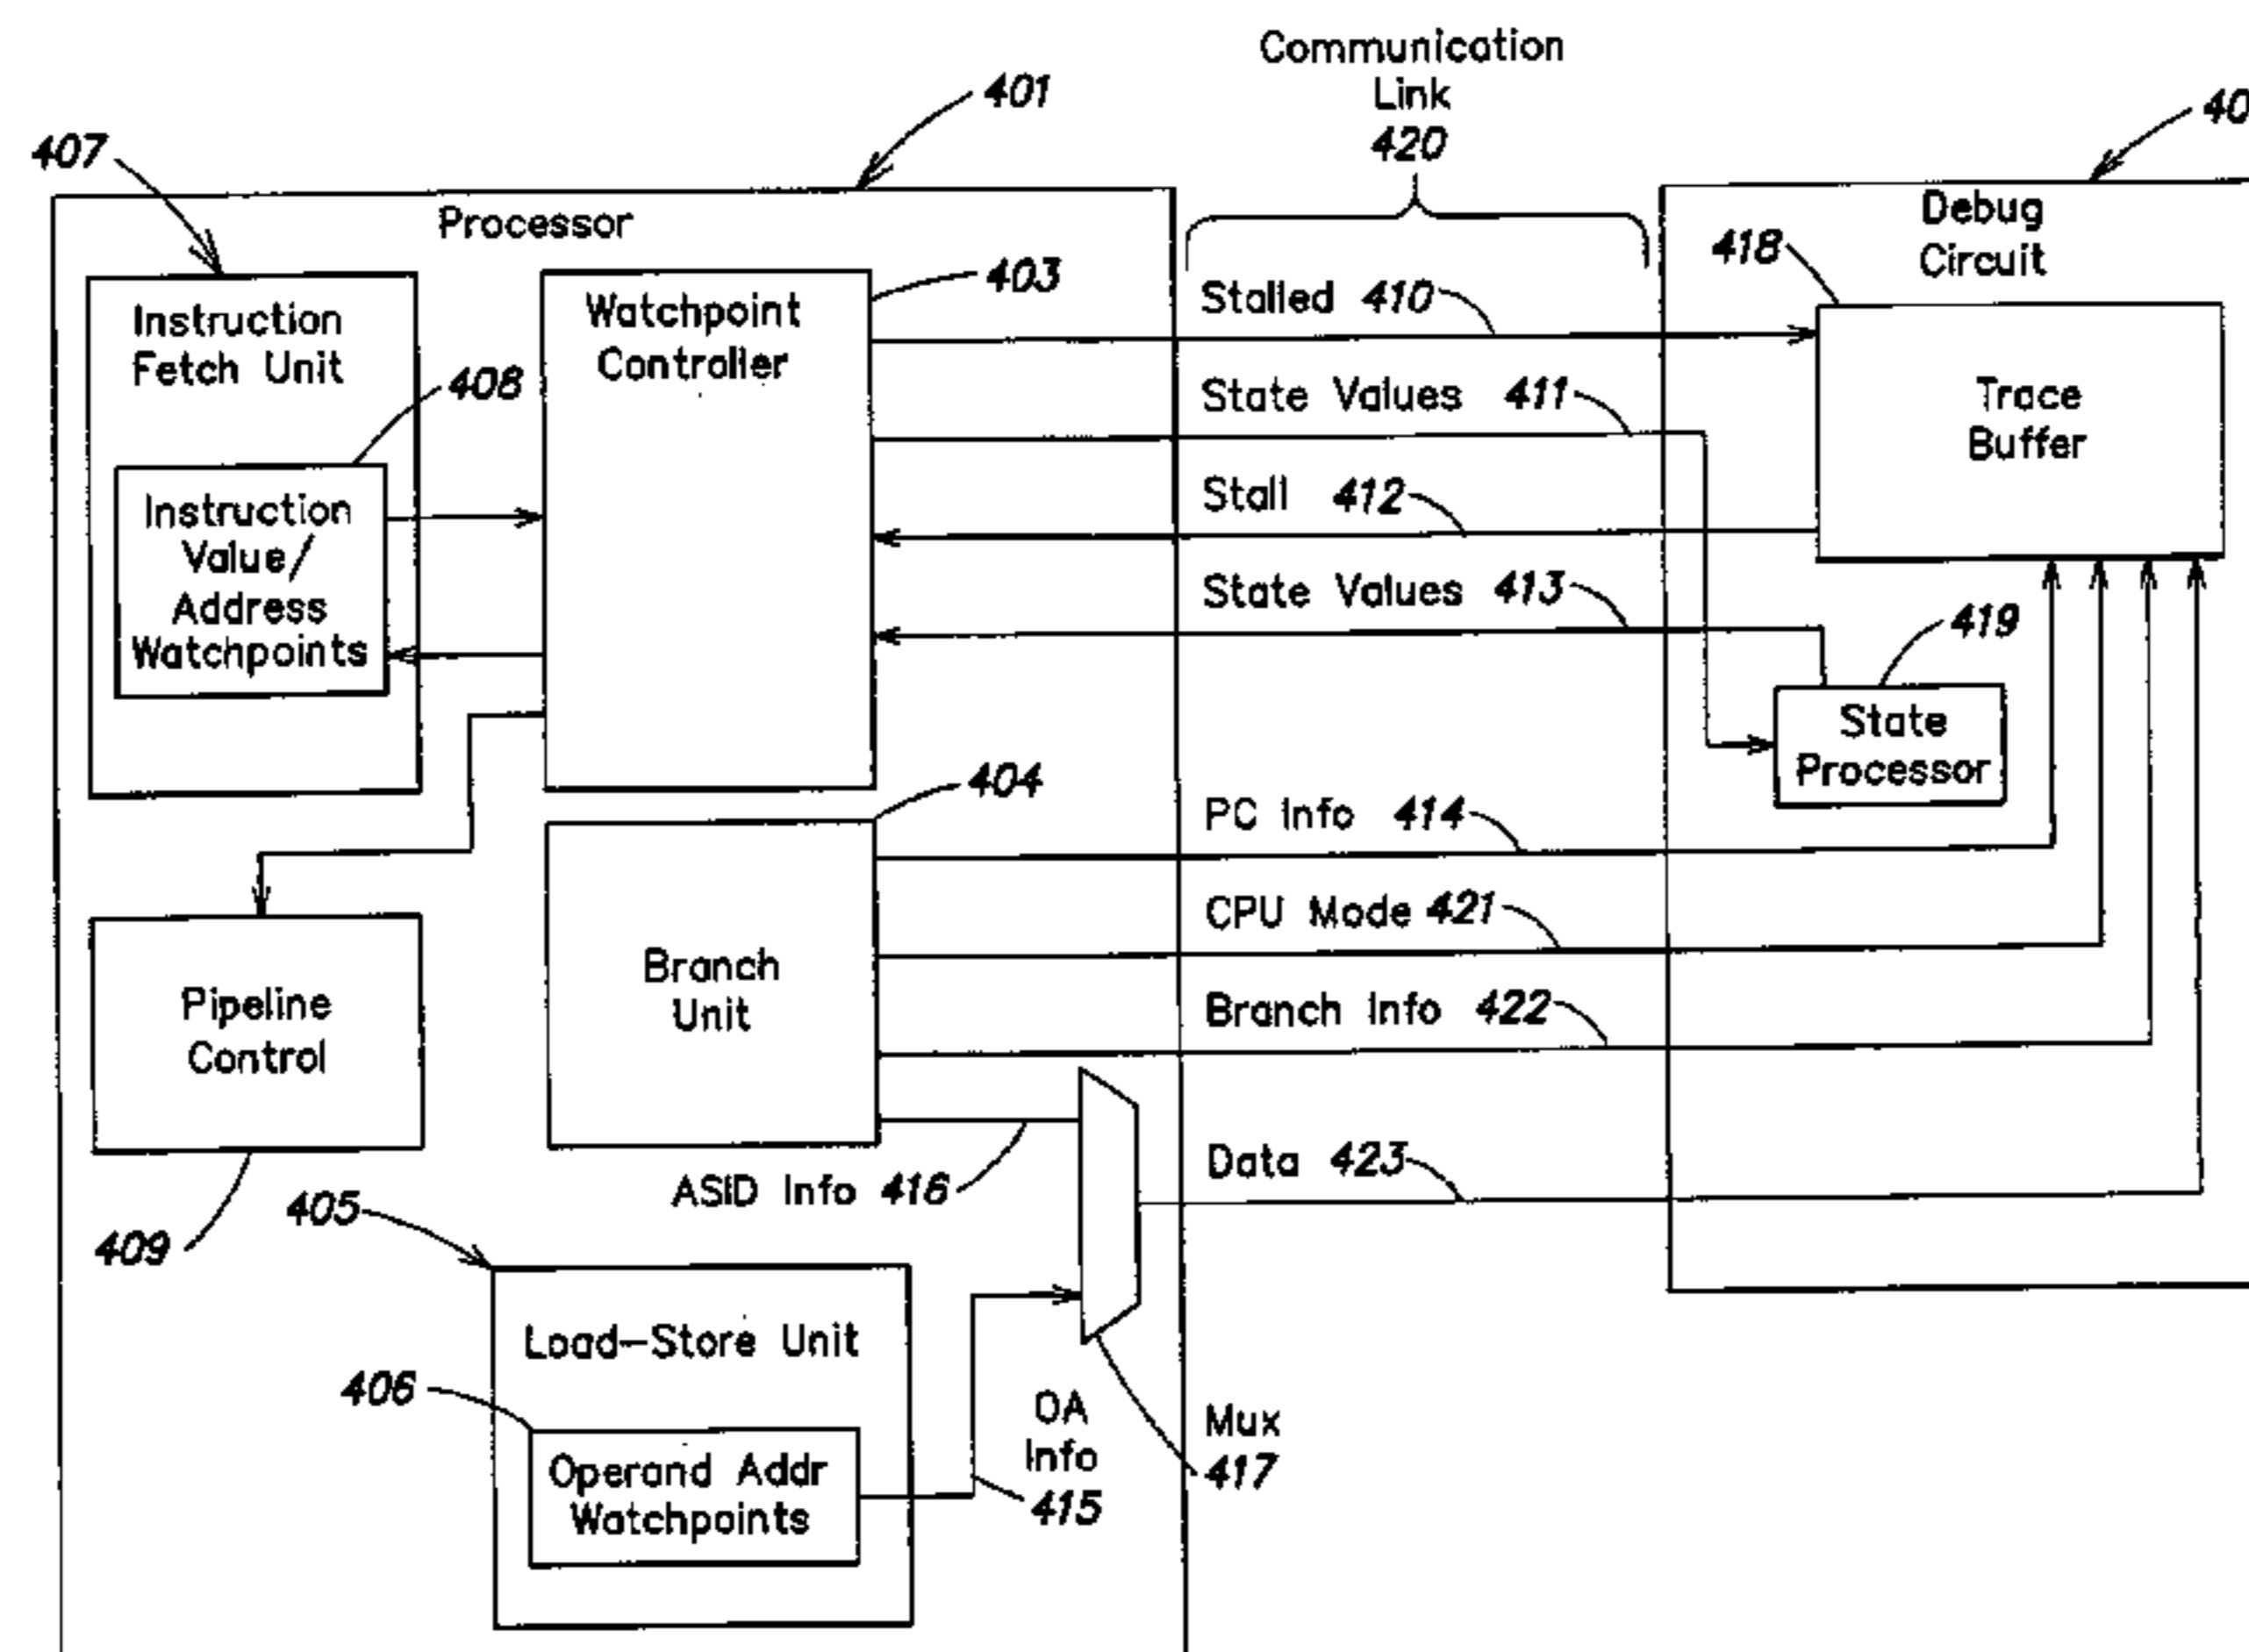 Communication
Link
420
401
40
407
Processor
Debug
Circuit
418
403
Instruction
Fetch Unit
408
Watchpoint
Controller
Stalled 410
State Values 411
Trace
Buffer
Instruction
Value/
Address
Watchpoints
Stall 412
State Values 413
419
State
Processor
404
PC Info 414
CPU Mode 421
Branch
Unit
Pipeline
Control
Branch Info 422
ASID Info 416
Data 423
409
405
Load-Store Unit
406
Operand Addr
Watchpoints
OA
Info
415
Mux
417